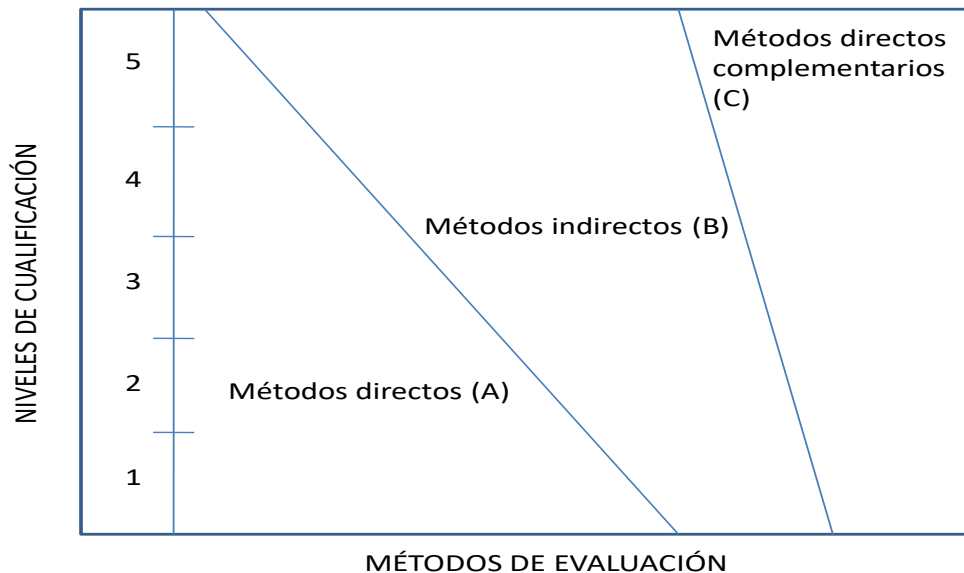 NIVELES DE CUALIFICACIÓN
5
4
3
2
1
Métodos directos
complementarios
(C)
Métodos indirectos (B)
Métodos directos (A)
MÉTODOS DE EVALUACIÓN